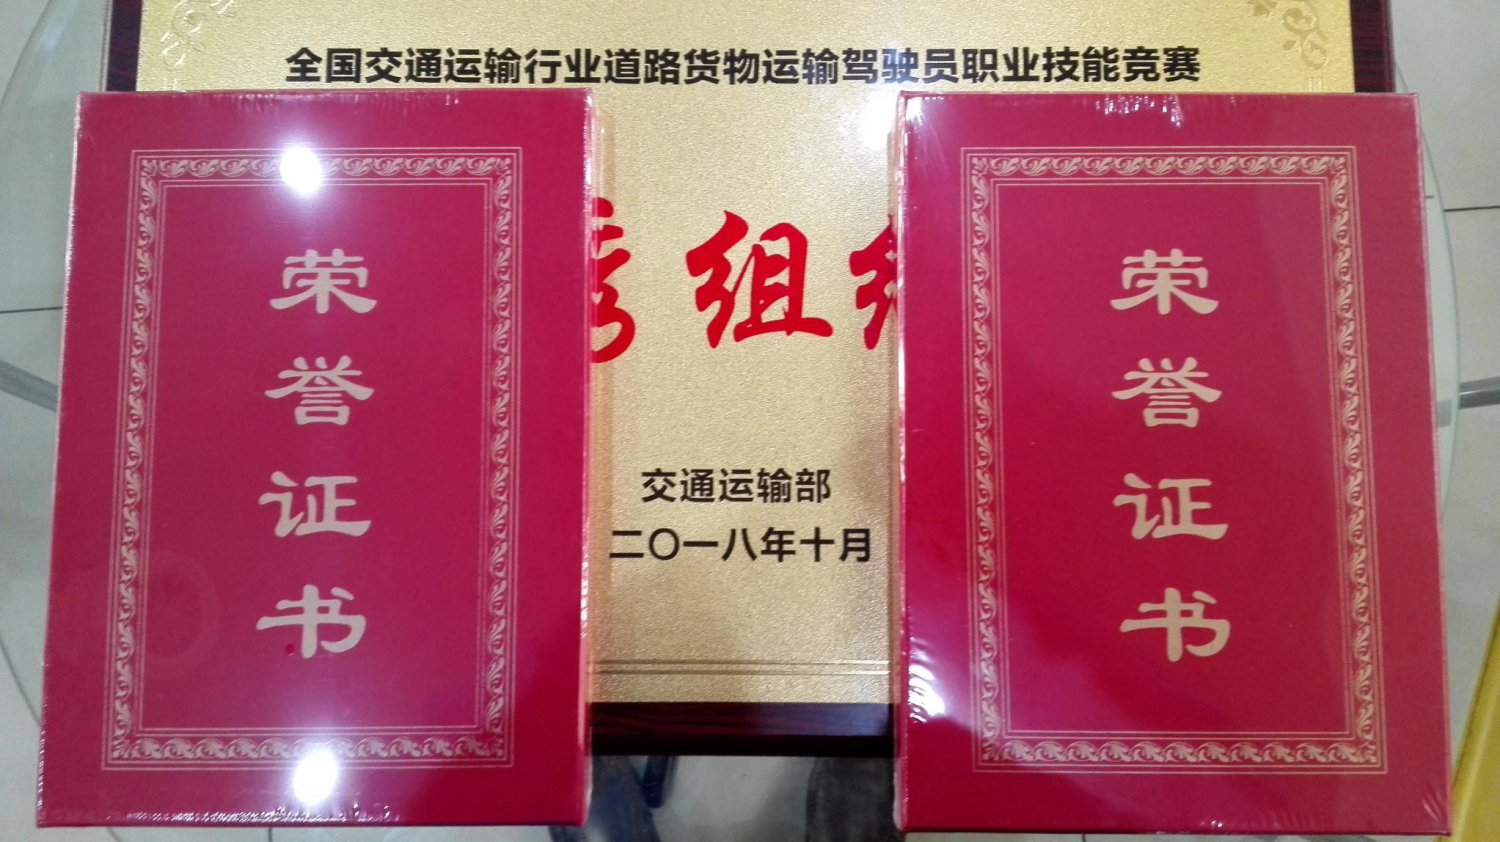 全国交通运输行业道路货物运输驾驶员职业技能竞赛
秀组
交通运输部
二〇一八年十月
荣誉证书
荣誉证书